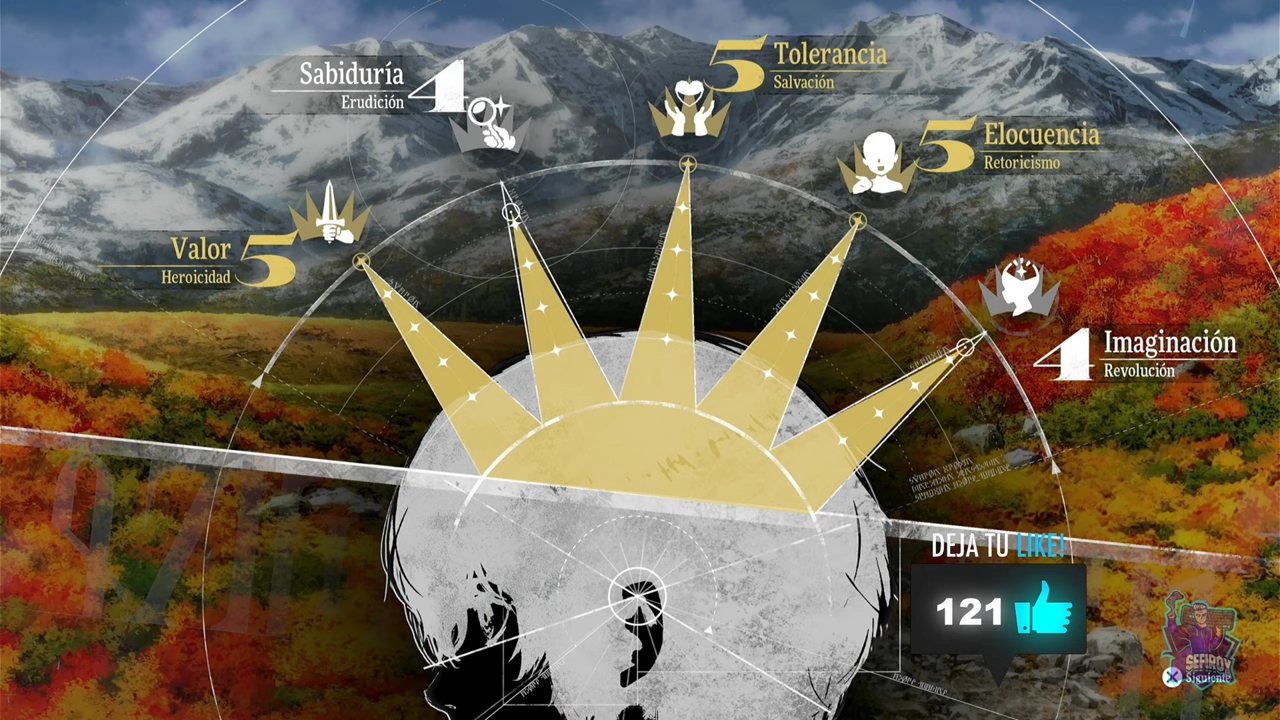 5 Tolerancia
Salvación
Sabiduría 4
Erudición
5 Elocuencia
Retoricismo
Valor 5
Heroicidad
4 Imaginación
Revolución
DEJA TU LIKE!
121
SEFIROY
Siguiente